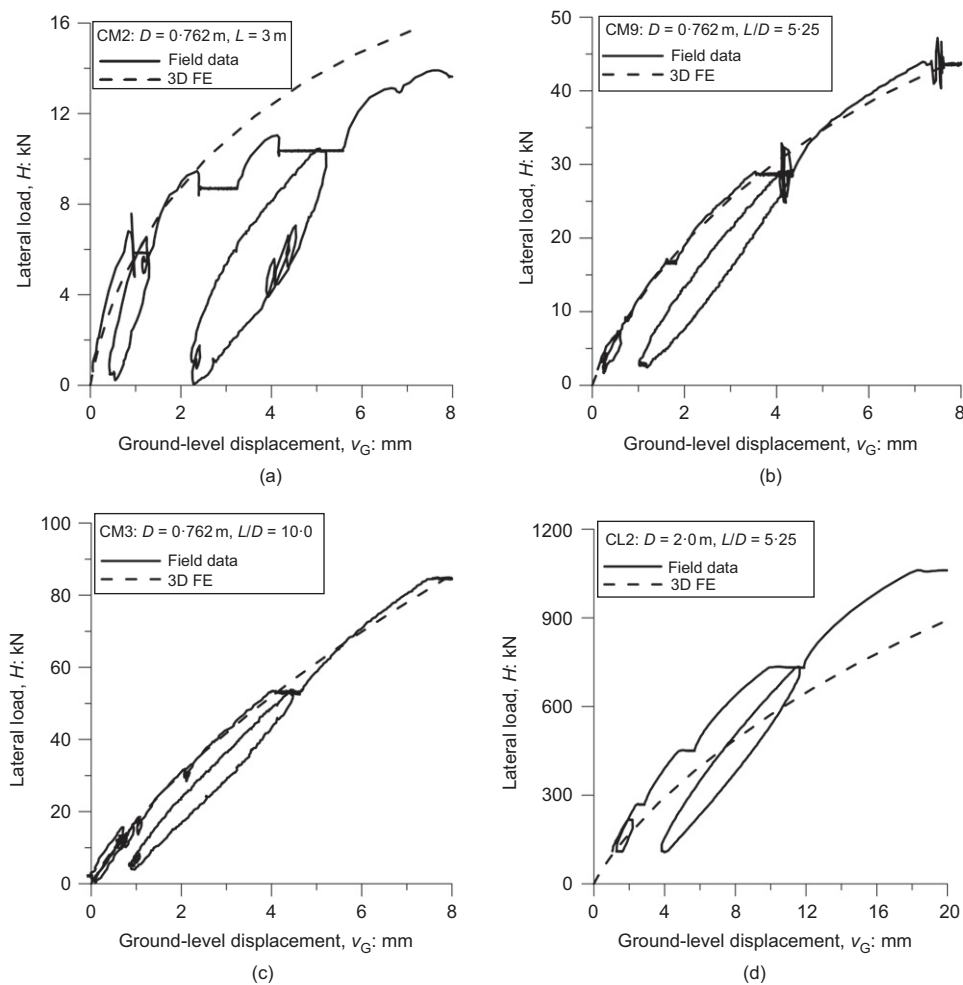 CM2: D = 0·762 m, L = 3 m
Field data
3D FE
16
12
8
4
0
Lateral load, H: kN
0 2 4 6 8
Ground-level displacement, vG: mm
(a)
CM9: D = 0·762 m, L/D = 5·25
Field data
3D FE
50
40
30
20
10
0
Lateral load, H: kN
0 2 4 6 8
Ground-level displacement, vG: mm
(b)
CM3: D = 0·762 m, L/D = 10·0
Field data
3D FE
100
80
60
40
20
0
Lateral load, H: kN
0 2 4 6 8
Ground-level displacement, vG: mm
(c)
CL2: D = 2·0 m, L/D = 5·25
Field data
3D FE
1200
900
600
300
0
Lateral load, H: kN
0 4 8 12 16 20
Ground-level displacement, vG: mm
(d)